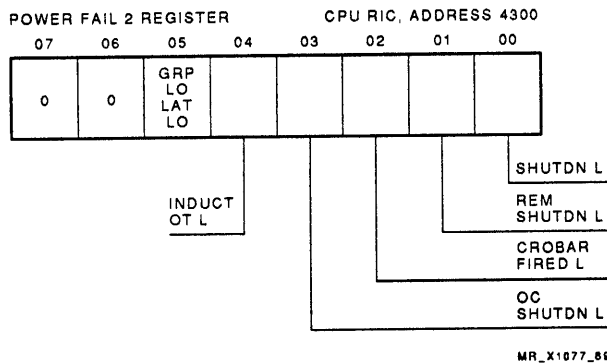 POWER FAIL 2 REGISTER
CPU RIC, ADDRESS 4300
07 06 05 04 03 02 01 00
0 0
GRP
LO
LAT
LO
SHUTDN L
INDUCT
OT L
REM
SHUTDN L
CROBAR
FIRED L
OC
SHUTDN L
MR_X1077_89